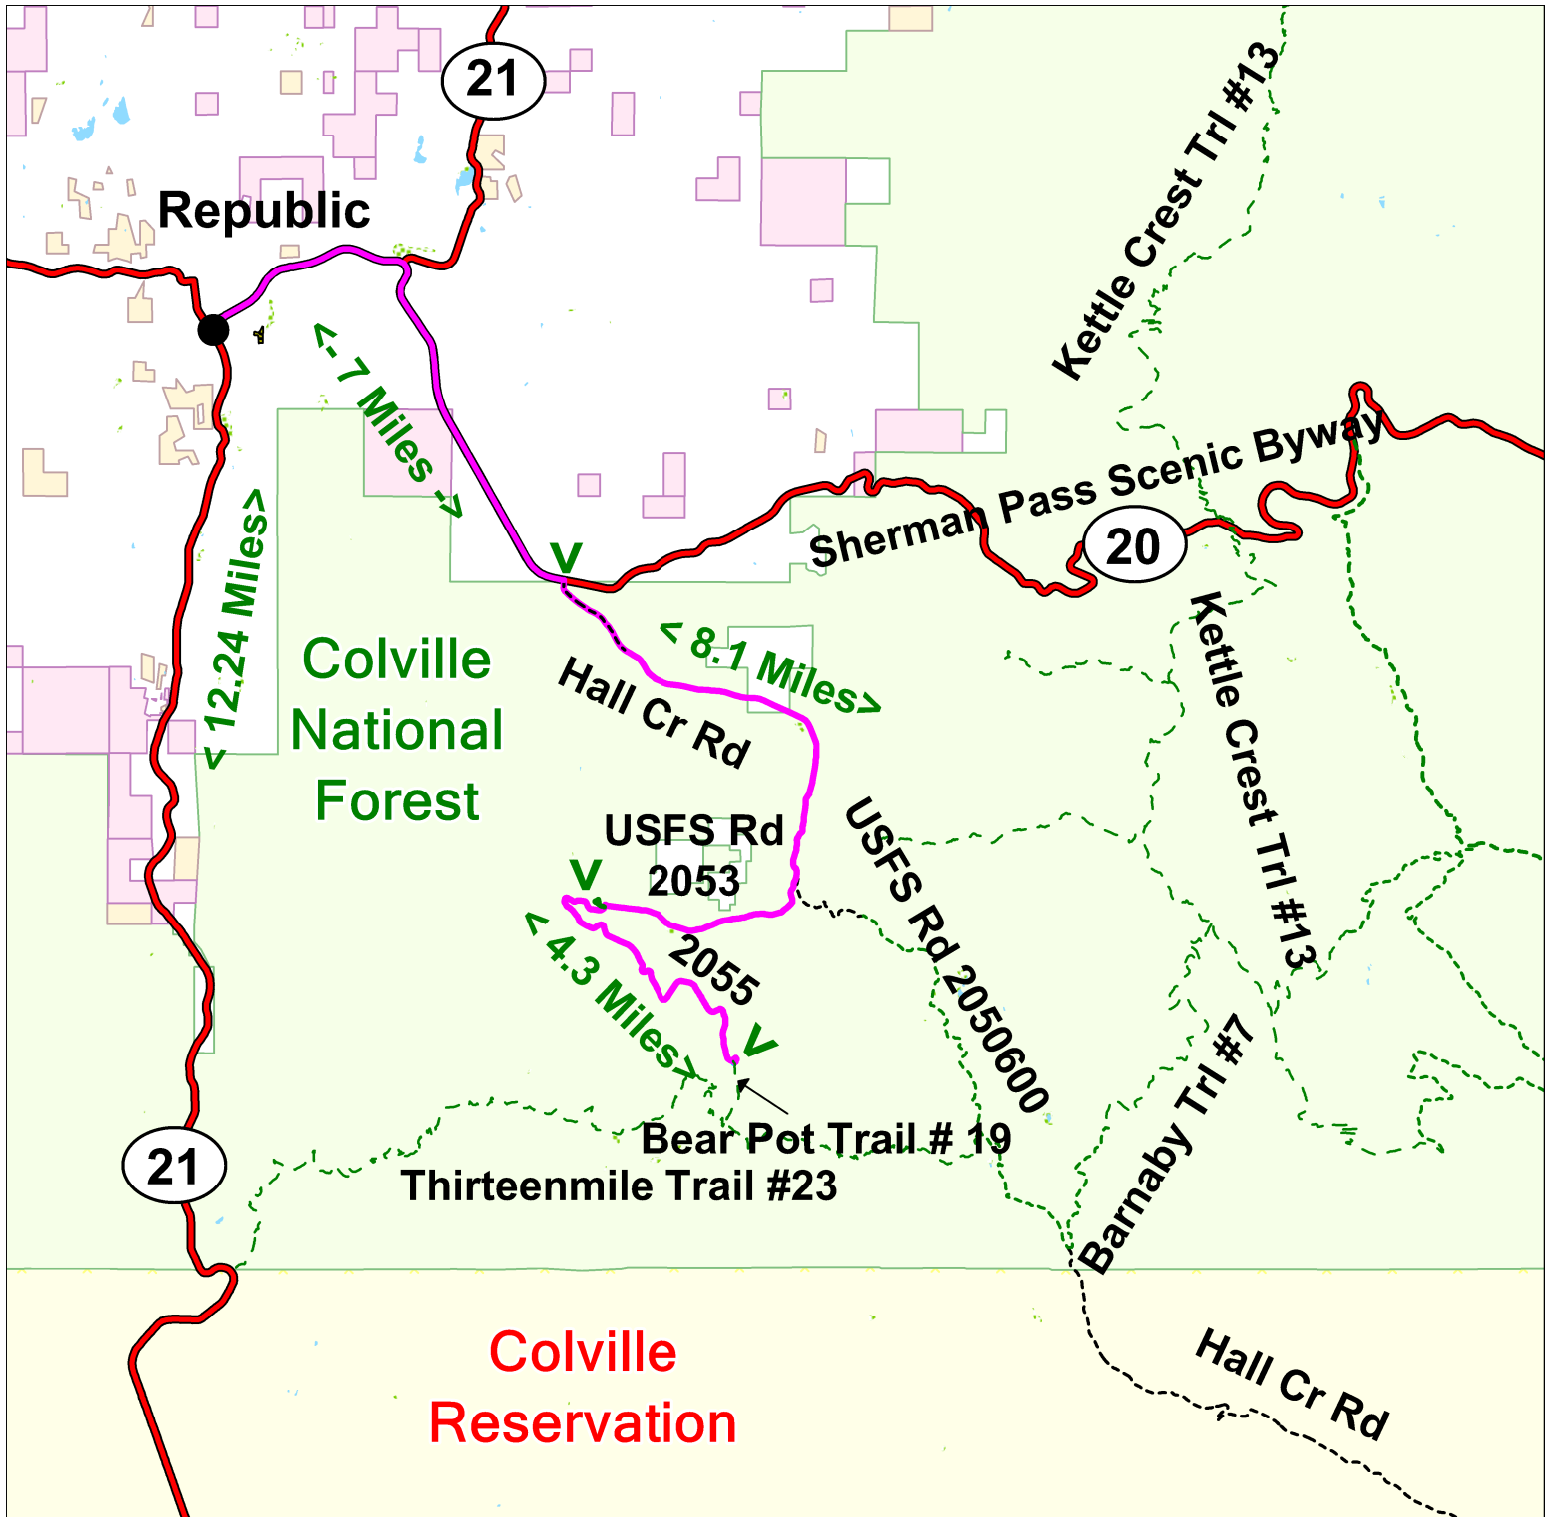 21
Kettle Crest Trl #13
Republic
<- 7 Miles ->
Sherman Pass Scenic Byway
20
V
<12.24 Miles>
< 8.1 Miles>
Colville
National
Forest
Hall Cr Rd
Kettle Crest Trl #13
USFS Rd
2053
V
USFS Rd 2050600
2055
< 4.3 Miles>
V
Barnaby Trl #7
Bear Pot Trail # 19
21
Thirteenmile Trail #23
Colville
Reservation
Hall Cr Rd